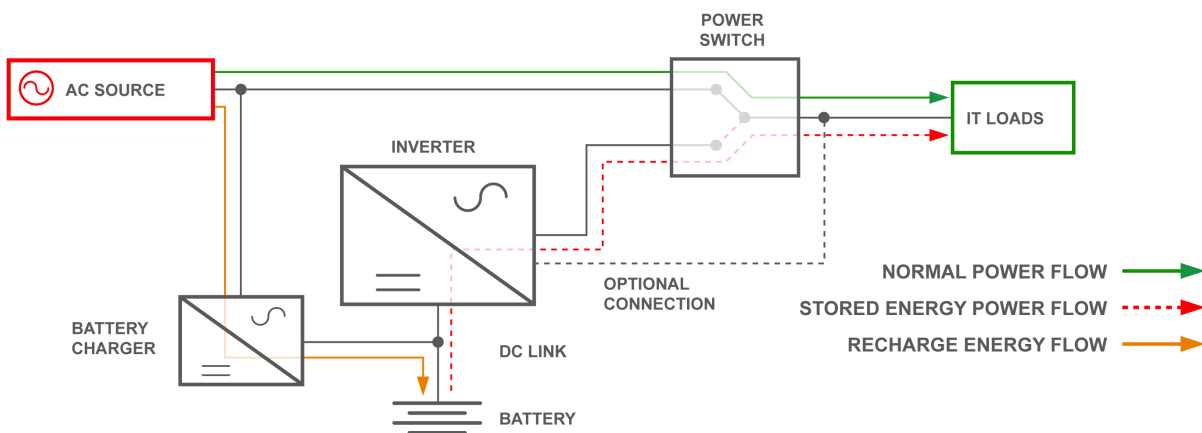 POWER
SWITCH
AC SOURCE
IT LOADS
INVERTER
OPTIONAL
CONNECTION
NORMAL POWER FLOW
STORED ENERGY POWER FLOW
RECHARGE ENERGY FLOW
BATTERY
CHARGER
DC LINK
BATTERY